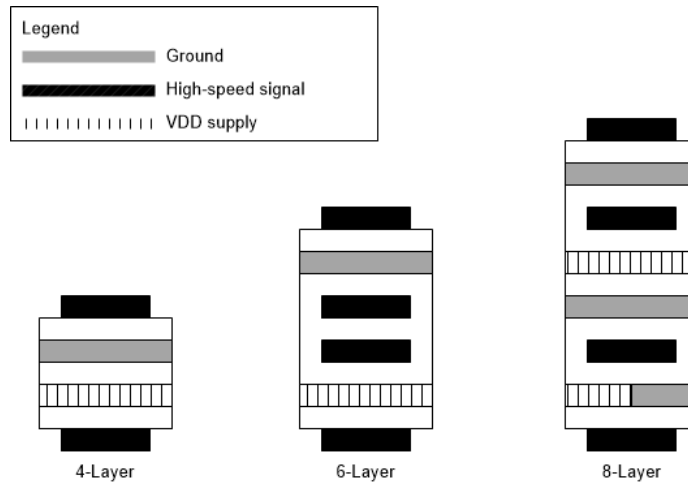 Legend
Ground
High-speed signal
VDD supply
4-Layer
6-Layer
8-Layer